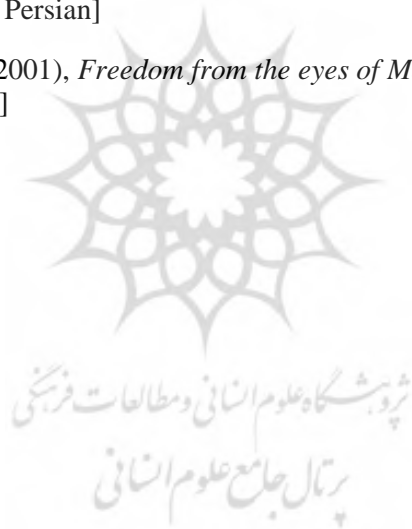 Persian]
2001), Freedom from the eyes of M
]
پژوهشگاه علوم انسانی و مطالعات فرهنگی
پرتال جامع علوم انسانی